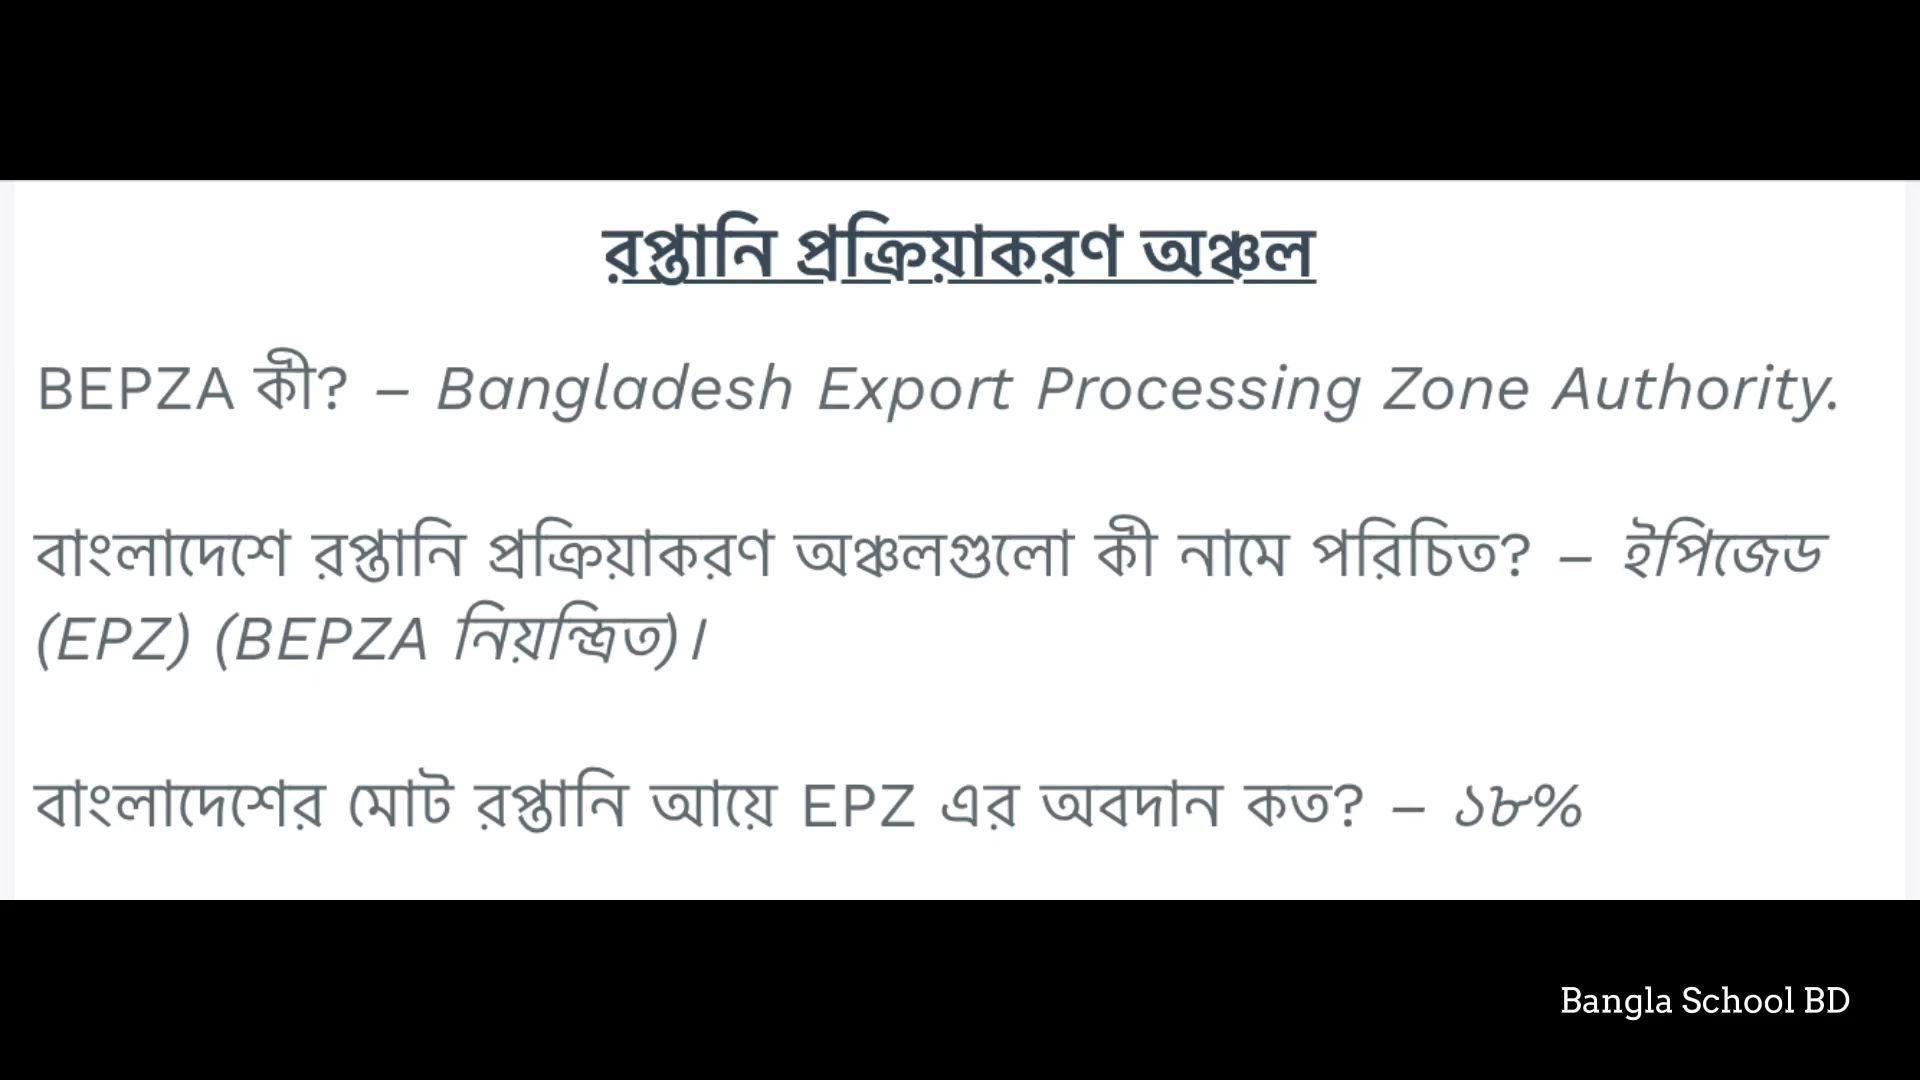 রপ্তানি প্রক্রিয়াকরণ অঞ্চল
BEPZA কী? – Bangladesh Export Processing Zone Authority.
বাংলাদেশে রপ্তানি প্রক্রিয়াকরণ অঞ্চলগুলো কী নামে পরিচিত? – ইপিজেড
(EPZ) (BEPZA নিয়ন্ত্রিত)।
বাংলাদেশের মোট রপ্তানি আয়ে EPZ এর অবদান কত? – ১৮%
Bangla School BD